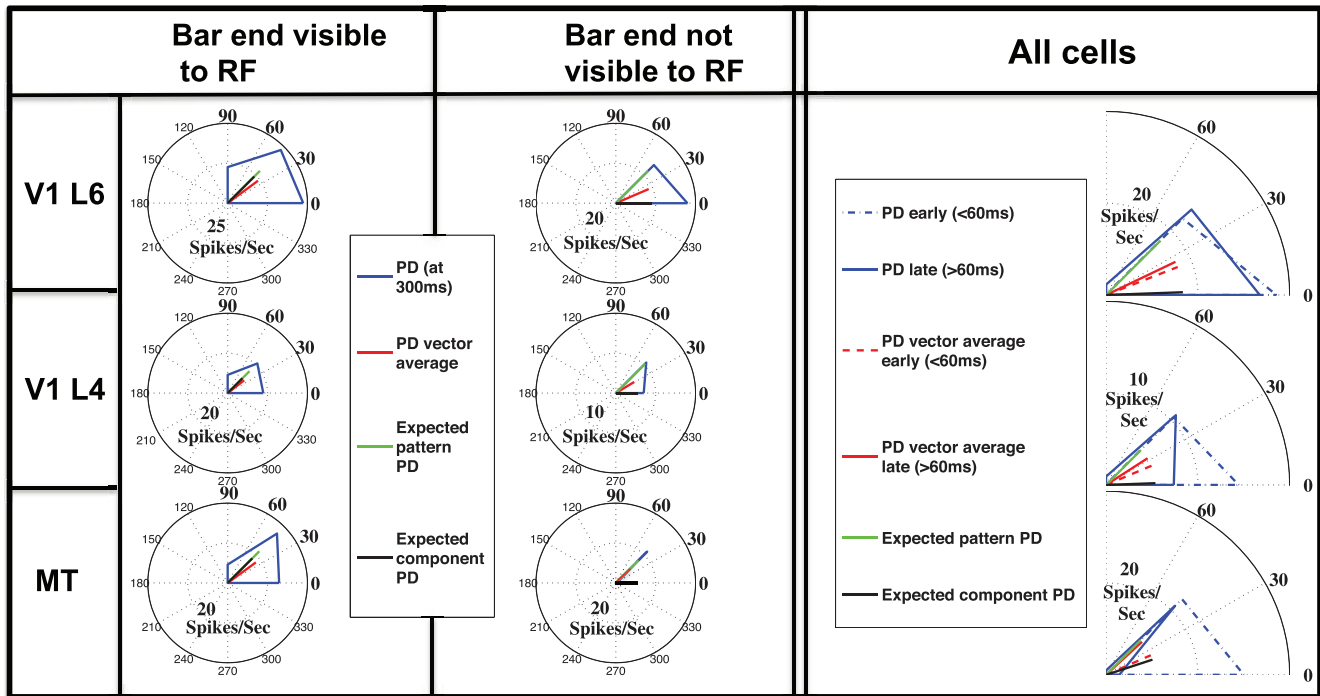 Bar end visible
to RF
Bar end not
visible to RF
All cells
V1 L6
90
120
60
150
30
180
0
25
Spikes/Sec
210
330
240
300
270
90
120
60
150
30
180
0
20
Spikes/Sec
210
330
240
300
270
60
30
0
20
Spikes/
Sec
V1 L4
90
120
60
150
30
180
0
20
Spikes/Sec
210
330
240
300
270
90
120
60
150
30
180
0
10
Spikes/Sec
210
330
240
300
270
60
30
0
10
Spikes/
Sec
MT
90
120
60
150
30
180
0
20
Spikes/Sec
210
330
240
300
270
90
120
60
150
30
180
0
20
Spikes/Sec
210
330
240
300
270
60
30
0
20
Spikes/
Sec
PD (at
300ms)
PD vector
average
Expected
pattern
PD
Expected
component
PD
PD early (<60ms)
PD late (>60ms)
PD vector average
early (<60ms)
PD vector average
late (>60ms)
Expected pattern PD
Expected component PD